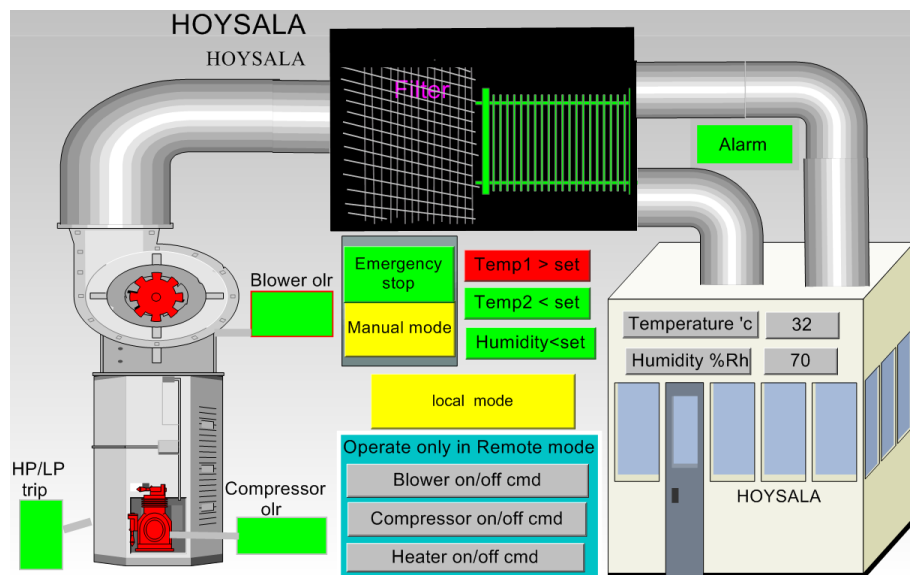 HOYSALA
HOYSALA
Filter
Alarm
Blower olr
Emergency
stop
Manual mode
Temp1 > set
Temp2 < set
Humidity<set
Temperature 'c
32
Humidity %Rh
70
local  mode
Operate only in Remote mode
Blower on/off cmd
Compressor on/off cmd
Heater on/off cmd
HP/LP
trip
Compressor
olr
HOYSALA